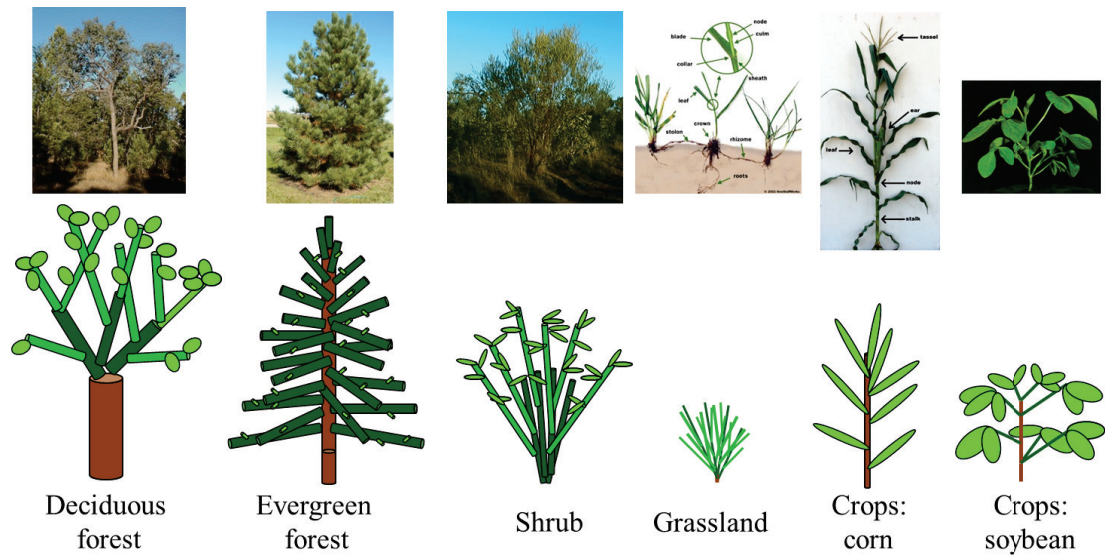 node
blade
culm
collar
sheath
leaf
crown
stolon
rhizome
roots
tassel
ear
leaf
node
stalk
Deciduous
forest
Evergreen
forest
Shrub
Grassland
Crops:
corn
Crops:
soybean